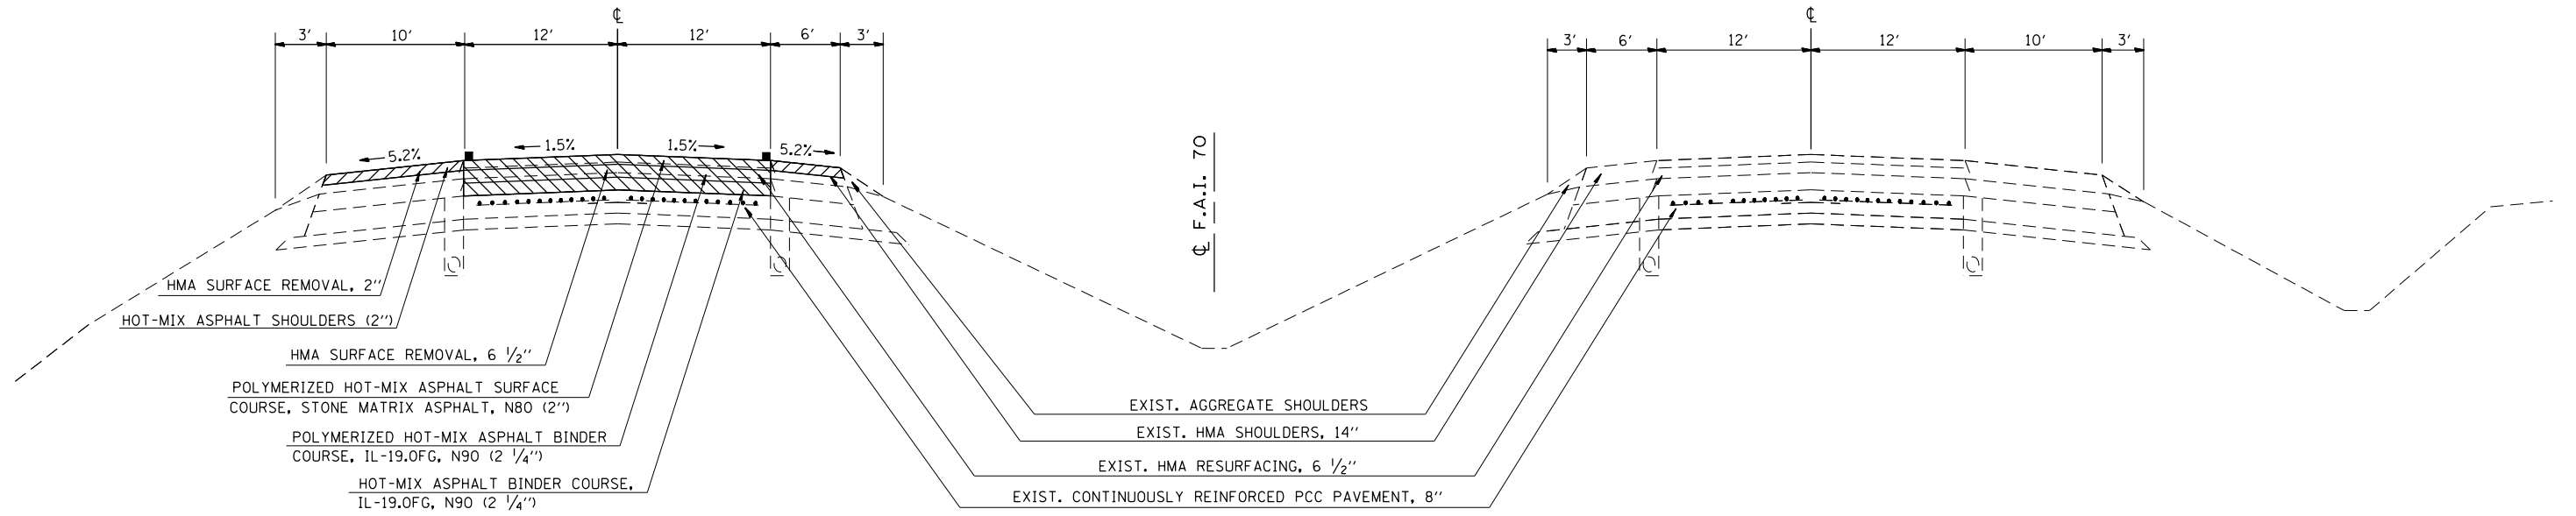 ℄
℄
3' 10' 12' 12' 6' 3'
3' 6' 12' 12' 10' 3'
5.2% 1.5% 1.5% 5.2%
℄ F.A.I. 70
HMA SURFACE REMOVAL, 2"
HOT-MIX ASPHALT SHOULDERS (2")
HMA SURFACE REMOVAL, 6 1/2"
POLYMERIZED HOT-MIX ASPHALT SURFACE
COURSE, STONE MATRIX ASPHALT, N80 (2")
POLYMERIZED HOT-MIX ASPHALT BINDER
COURSE, IL-19.0FG, N90 (2 1/4")
HOT-MIX ASPHALT BINDER COURSE,
IL-19.0FG, N90 (2 1/4")
EXIST. AGGREGATE SHOULDERS
EXIST. HMA SHOULDERS, 14"
EXIST. HMA RESURFACING, 6 1/2"
EXIST. CONTINUOUSLY REINFORCED PCC PAVEMENT, 8"